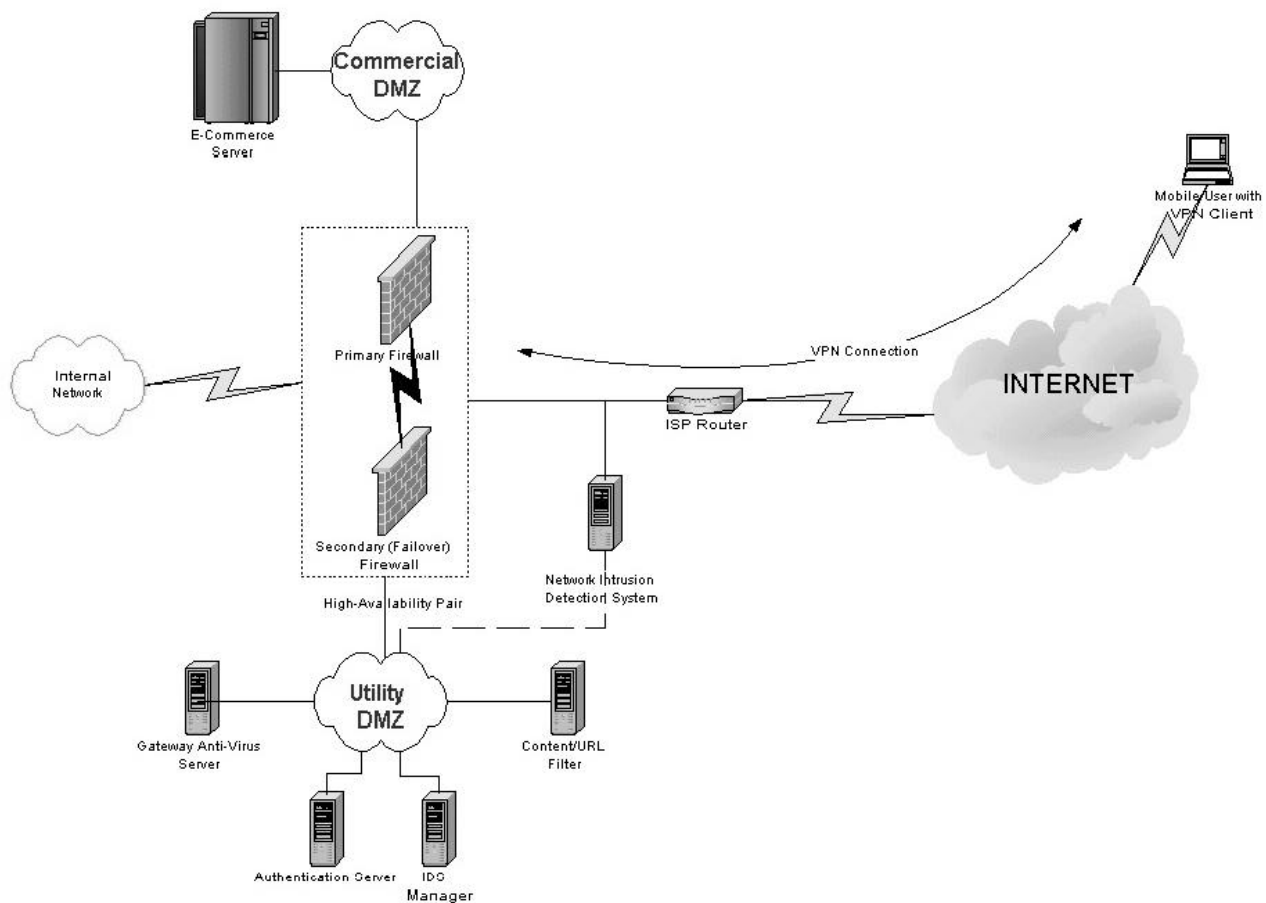 Commercial
DMZ
E-Commerce
Server
Mobile User with
VPN Client
Primary Firewall
VPN Connection
Internal
Network
INTERNET
ISP Router
Secondary (Failover)
Firewall
Network Intrusion
Detection System
High-Availability Pair
Utility
DMZ
Gateway Anti-Virus
Server
Content/URL
Filter
Authentication Server
IDS
Manager